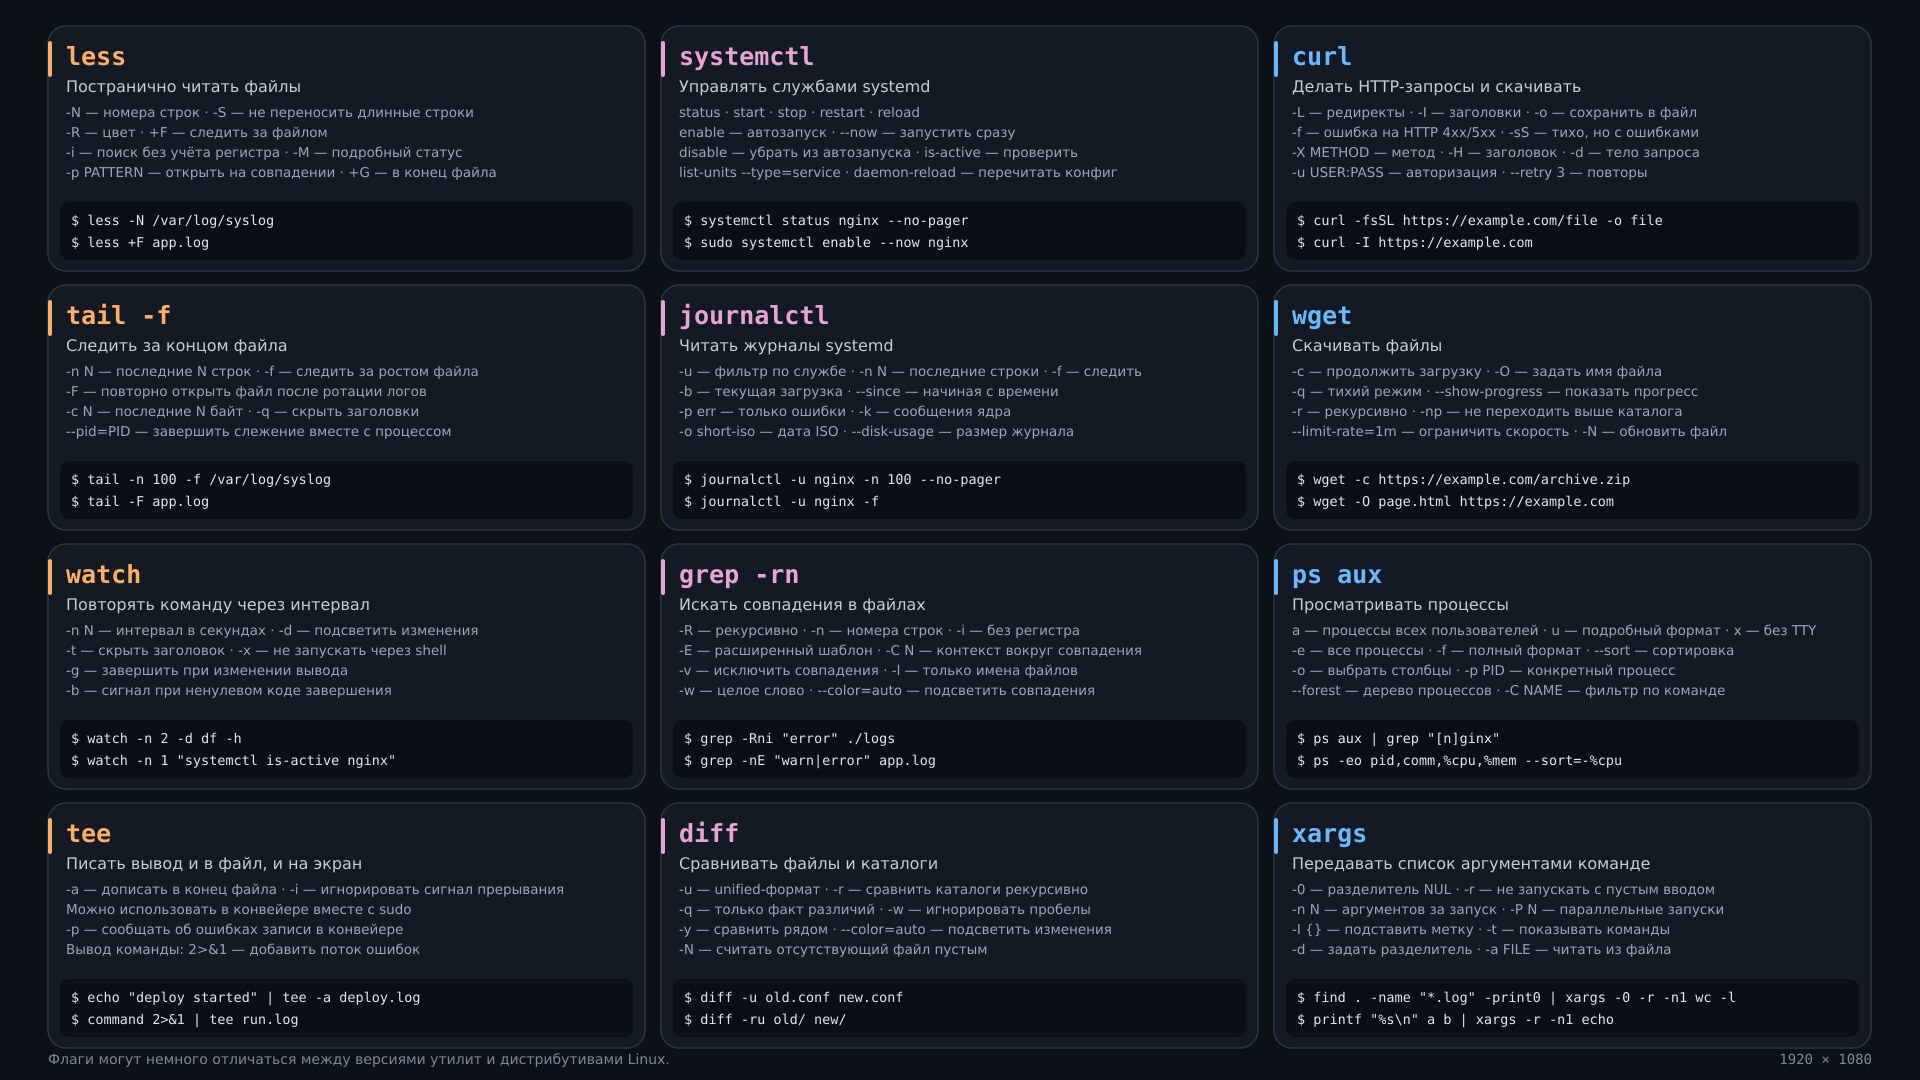 less
Постранично читать файлы
-N — номера строк · -S — не переносить длинные строки
-R — цвет · +F — следить за файлом
-i — поиск без учёта регистра · -M — подробный статус
-p PATTERN — открыть на совпадении · +G — в конец файла
$ less -N /var/log/syslog
$ less +F app.log
systemctl
Управлять службами systemd
status · start · stop · restart · reload
enable — автозапуск · --now — запустить сразу
disable — убрать из автозапуска · is-active — проверить
list-units --type=service · daemon-reload — перечитать конфиг
$ systemctl status nginx --no-pager
$ sudo systemctl enable --now nginx
curl
Делать HTTP-запросы и скачивать
-L — редиректы · -I — заголовки · -o — сохранить в файл
-f — ошибка на HTTP 4xx/5xx · -sS — тихо, но с ошибками
-X METHOD — метод · -H — заголовок · -d — тело запроса
-u USER:PASS — авторизация · --retry 3 — повторы
$ curl -fsSL https://example.com/file -o file
$ curl -I https://example.com
tail -f
Следить за концом файла
-n N — последние N строк · -f — следить за ростом файла
-F — повторно открыть файл после ротации логов
-c N — последние N байт · -q — скрыть заголовки
--pid=PID — завершить слежение вместе с процессом
$ tail -n 100 -f /var/log/syslog
$ tail -F app.log
journalctl
Читать журналы systemd
-u — фильтр по службе · -n N — последние строки · -f — следить
-b — текущая загрузка · --since — начиная с времени
-p err — только ошибки · -k — сообщения ядра
-o short-iso — дата ISO · --disk-usage — размер журнала
$ journalctl -u nginx -n 100 --no-pager
$ journalctl -u nginx -f
wget
Скачивать файлы
-c — продолжить загрузку · -O — задать имя файла
-q — тихий режим · --show-progress — показать прогресс
-r — рекурсивно · -np — не переходить выше каталога
--limit-rate=1m — ограничить скорость · -N — обновить файл
$ wget -c https://example.com/archive.zip
$ wget -O page.html https://example.com
watch
Повторять команду через интервал
-n N — интервал в секундах · -d — подсветить изменения
-t — скрыть заголовок · -x — не запускать через shell
-g — завершить при изменении вывода
-b — сигнал при ненулевом коде завершения
$ watch -n 2 -d df -h
$ watch -n 1 "systemctl is-active nginx"
grep -rn
Искать совпадения в файлах
-R — рекурсивно · -n — номера строк · -i — без регистра
-E — расширенный шаблон · -C N — контекст вокруг совпадения
-v — исключить совпадения · -l — только имена файлов
-w — целое слово · --color=auto — подсветить совпадения
$ grep -Rni "error" ./logs
$ grep -nE "warn|error" app.log
ps aux
Просматривать процессы
a — процессы всех пользователей · u — подробный формат · x — без TTY
-e — все процессы · -f — полный формат · --sort — сортировка
-o — выбрать столбцы · -p PID — конкретный процесс
--forest — дерево процессов · -C NAME — фильтр по команде
$ ps aux | grep "[n]ginx"
$ ps -eo pid,comm,%cpu,%mem --sort=-%cpu
tee
Писать вывод и в файл, и на экран
-a — дописать в конец файла · -i — игнорировать сигнал прерывания
Можно использовать в конвейере вместе с sudo
-p — сообщать об ошибках записи в конвейере
Вывод команды: 2>&1 — добавить поток ошибок
$ echo "deploy started" | tee -a deploy.log
$ command 2>&1 | tee run.log
diff
Сравнивать файлы и каталоги
-u — unified-формат · -r — сравнить каталоги рекурсивно
-q — только факт различий · -w — игнорировать пробелы
-y — сравнить рядом · --color=auto — подсветить изменения
-N — считать отсутствующий файл пустым
$ diff -u old.conf new.conf
$ diff -ru old/ new/
xargs
Передавать список аргументами команде
-0 — разделитель NUL · -r — не запускать с пустым вводом
-n N — аргументов за запуск · -P N — параллельные запуски
-I {} — подставить метку · -t — показывать команды
-d — задать разделитель · -a FILE — читать из файла
$ find . -name "*.log" -print0 | xargs -0 -r -n1 wc -l
$ printf "%s\n" a b | xargs -r -n1 echo
Флаги могут немного отличаться между версиями утилит и дистрибутивами Linux.
1920 × 1080